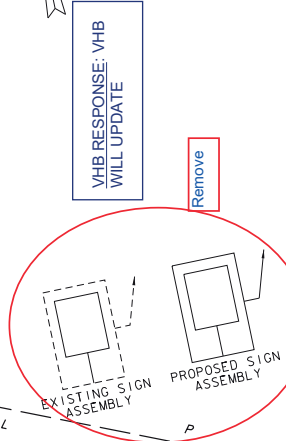 VHB RESPONSE: VHB
WILL UPDATE
Remove
EXISTING SIGN
ASSEMBLY
PROPOSED SIGN
ASSEMBLY
L
P